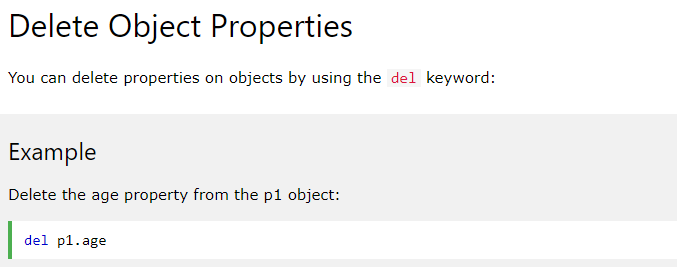 Delete Object Properties
You can delete properties on objects by using the del keyword:
Example
Delete the age property from the p1 object:
del p1.age